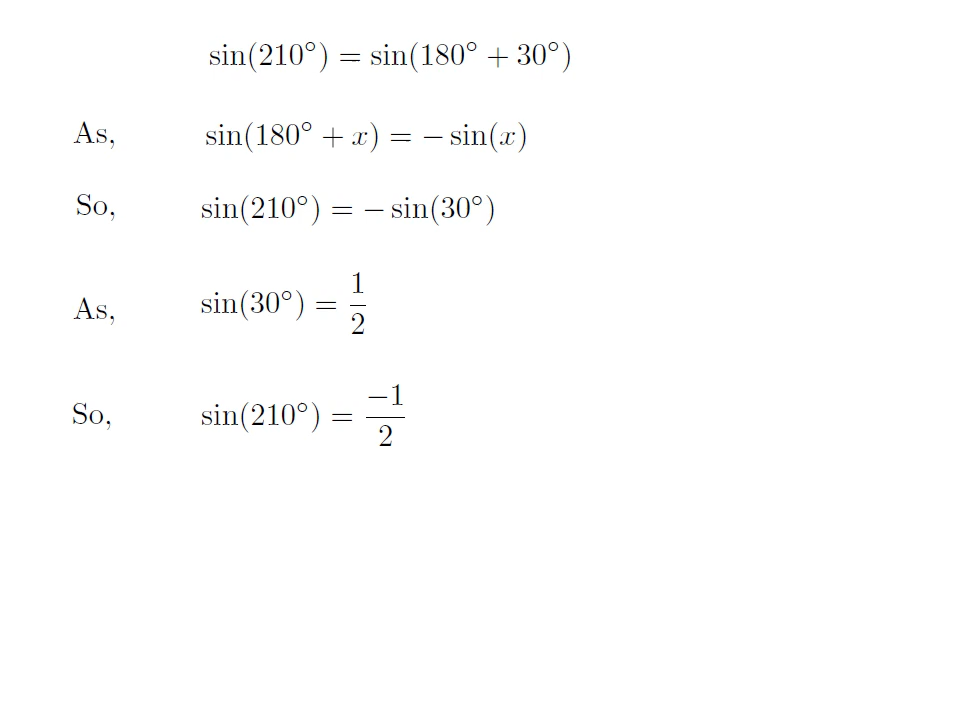 sin(210°) = sin(180° + 30°)
As, sin(180° + x) = − sin(x)
So, sin(210°) = − sin(30°)
As, sin(30°) = 1/2
So, sin(210°) = −1/2